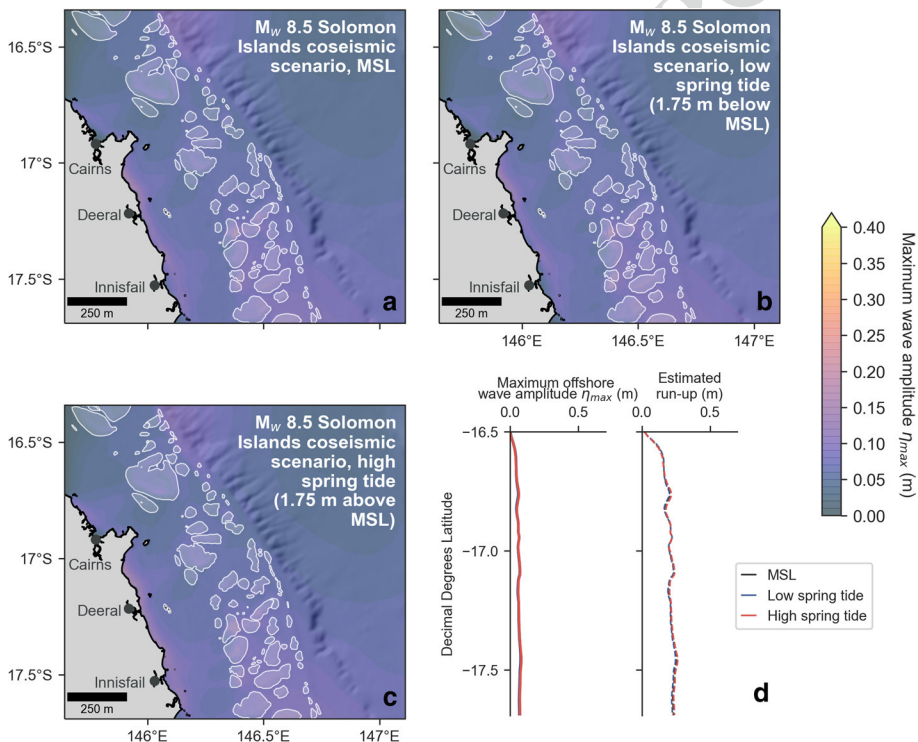 M_W 8.5 Solomon
Islands coseismic
scenario, MSL
16.5°S
17°S
17.5°S
Cairns
Deeral
Innisfail
250 m
a
146°E
146.5°E
147°E
M_W 8.5 Solomon
Islands coseismic
scenario, low
spring tide
(1.75 m below
MSL)
Cairns
Deeral
Innisfail
250 m
b
146°E
146.5°E
147°E
0.40
0.35
0.30
0.25
0.20
0.15
0.10
0.05
0.00
Maximum wave amplitude η_max (m)
M_W 8.5 Solomon
Islands coseismic
scenario, high
spring tide
(1.75 m above
MSL)
16.5°S
17°S
17.5°S
Cairns
Deeral
Innisfail
250 m
c
146°E
146.5°E
147°E
Maximum offshore
wave amplitude η_max (m)
0.0 0.5
Estimated
run-up (m)
0.0 0.5
−16.5
−17.0
−17.5
Decimal Degrees Latitude
MSL
Low spring tide
High spring tide
d